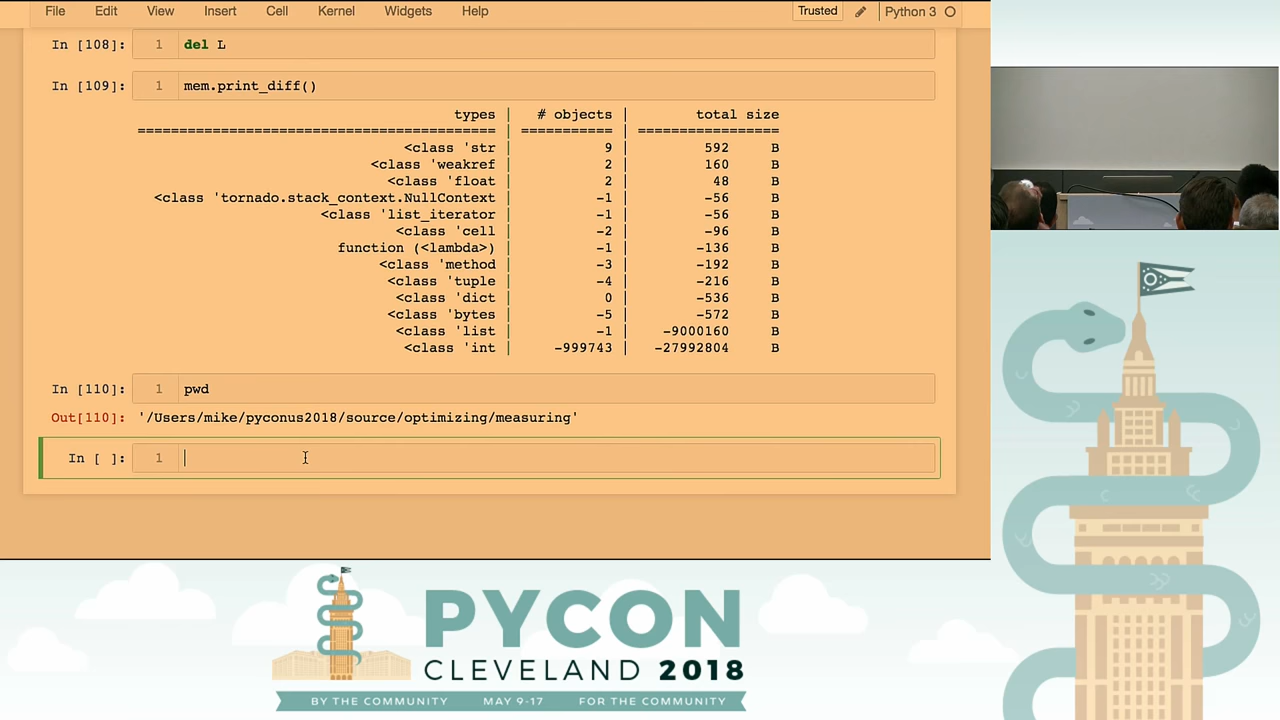 File Edit View Insert Cell Kernel Widgets Help Trusted Python 3
In [108]: 1 del L
In [109]: 1 mem.print_diff()
types | # objects | total size
=========================================== | =========== | =================
<class 'str | 9 | 592 B
<class 'weakref | 2 | 160 B
<class 'float | 2 | 48 B
<class 'tornado.stack_context.NullContext | -1 | -56 B
<class 'list_iterator | -1 | -56 B
<class 'cell | -2 | -96 B
function (<lambda>) | -1 | -136 B
<class 'method | -3 | -192 B
<class 'tuple | -4 | -216 B
<class 'dict | 0 | -536 B
<class 'bytes | -5 | -572 B
<class 'list | -1 | -9000160 B
<class 'int | -999743 | -27992804 B
In [110]: 1 pwd
Out[110]: '/Users/mike/pyconus2018/source/optimizing/measuring'
In [ ]: 1
PYCON
CLEVELAND 2018
BY THE COMMUNITY MAY 9-17 FOR THE COMMUNITY